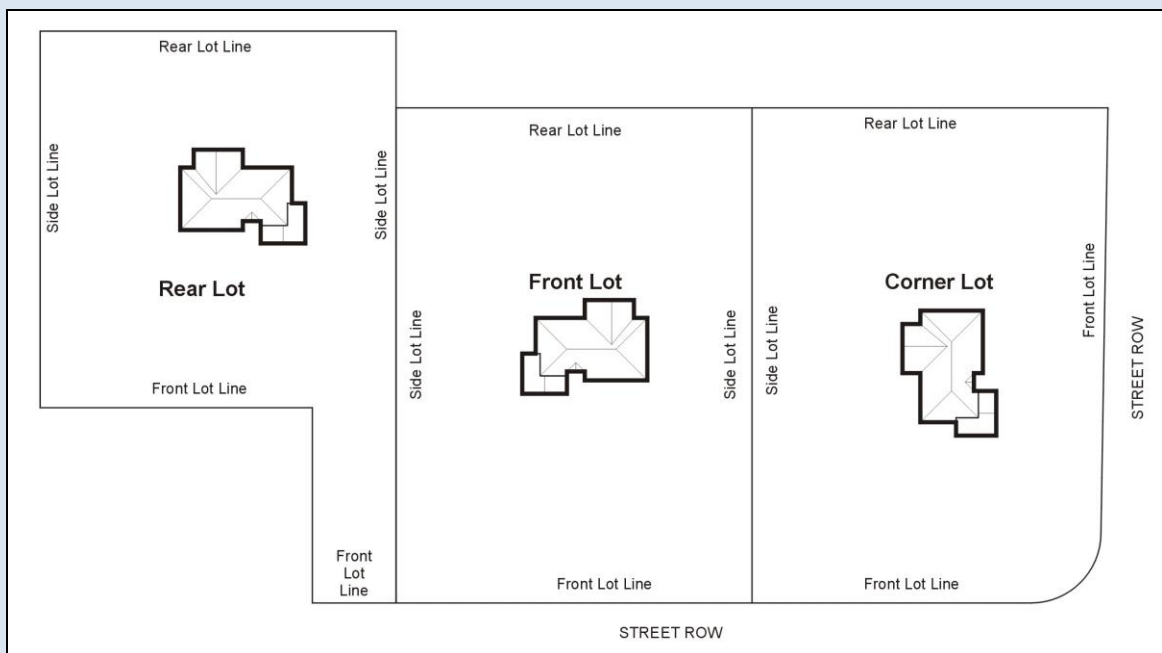 Rear Lot Line
Side Lot Line
Side Lot Line
Rear Lot
Front Lot Line
Front
Lot
Line
Rear Lot Line
Front Lot
Side Lot Line
Side Lot Line
Front Lot Line
Rear Lot Line
Corner Lot
Side Lot Line
Front Lot Line
Front Lot Line
STREET ROW
STREET ROW